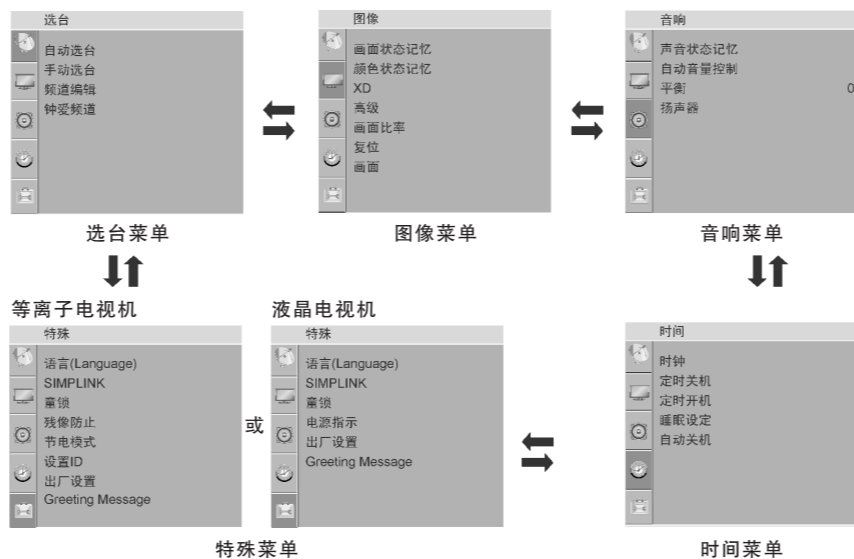 选台
自动选台
手动选台
频道编辑
钟爱频道
选台菜单
图像
画面状态记忆
颜色状态记忆
XD
高级
画面比率
复位
画面
图像菜单
音响
声音状态记忆
自动音量控制
平衡 0
扬声器
音响菜单
等离子电视机
特殊
语言(Language)
SIMPLINK
童锁
残像防止
节电模式
设置ID
出厂设置
Greeting Message
或
液晶电视机
特殊
语言(Language)
SIMPLINK
童锁
电源指示
出厂设置
Greeting Message
特殊菜单
时间
时钟
定时关机
定时开机
睡眠设定
自动关机
时间菜单